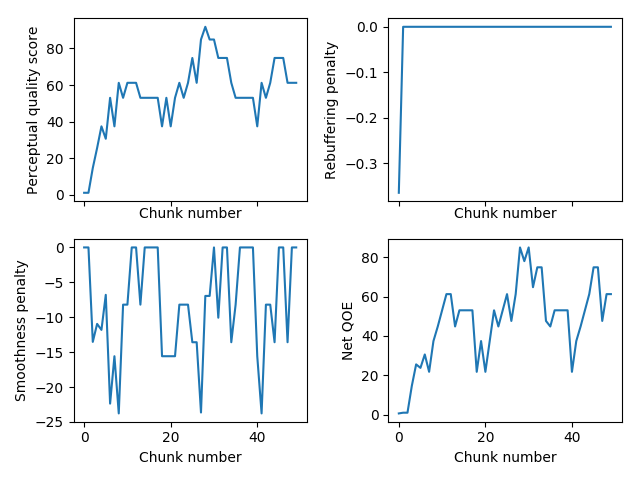 Perceptual quality score
80
60
40
20
0
Chunk number
Rebuffering penalty
0.0
−0.1
−0.2
−0.3
Chunk number
Smoothness penalty
0
−5
−10
−15
−20
−25
0 20 40
Chunk number
Net QOE
80
60
40
20
0
0 20 40
Chunk number